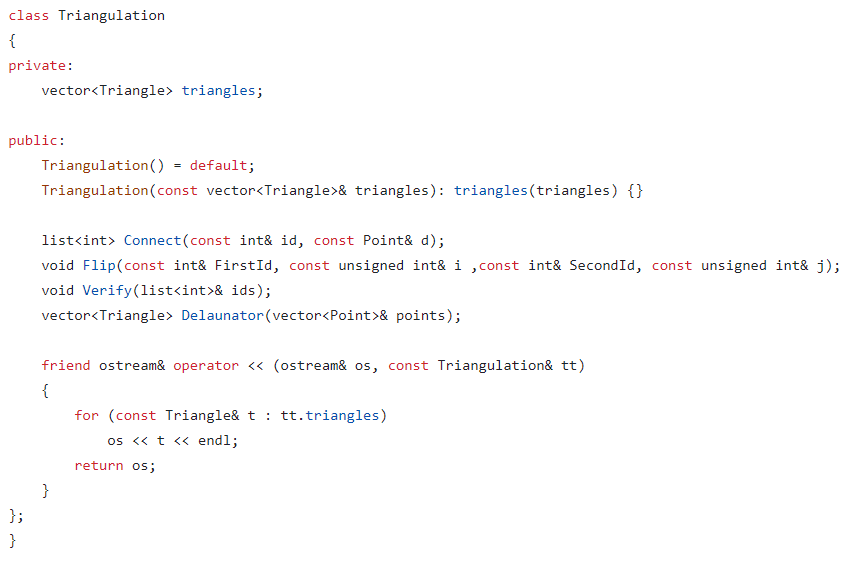 class Triangulation
{
private:
    vector<Triangle> triangles;

public:
    Triangulation() = default;
    Triangulation(const vector<Triangle>& triangles): triangles(triangles) {}

    list<int> Connect(const int& id, const Point& d);
    void Flip(const int& FirstId, const unsigned int& i ,const int& SecondId, const unsigned int& j);
    void Verify(list<int>& ids);
    vector<Triangle> Delaunator(vector<Point>& points);

    friend ostream& operator << (ostream& os, const Triangulation& tt)
    {
        for (const Triangle& t : tt.triangles)
            os << t << endl;
        return os;
    }
};
}